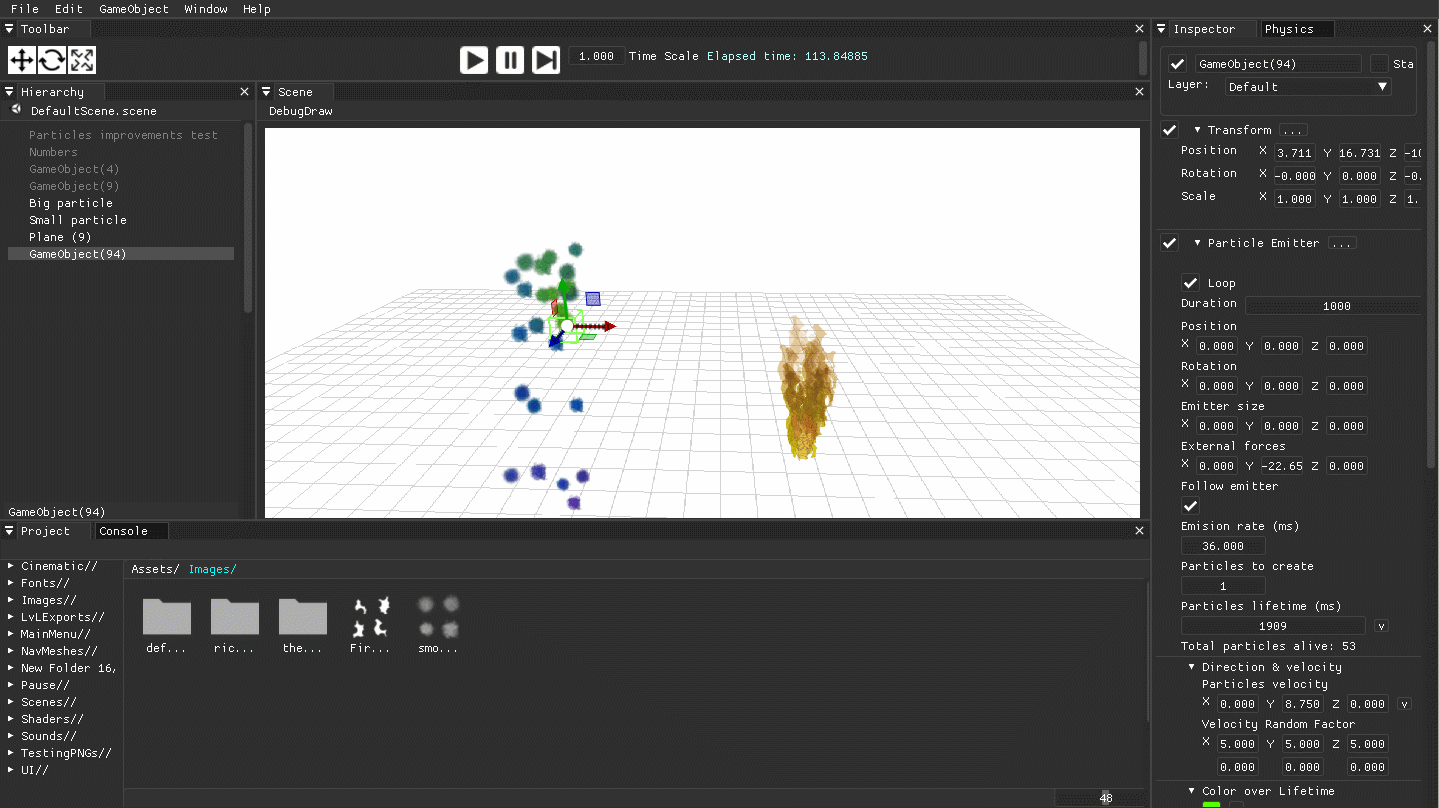 File Edit GameObject Window Help
Toolbar
1.000 Time Scale Elapsed time: 113.84885
Hierarchy
DefaultScene.scene
Particles improvements test
Numbers
GameObject(4)
GameObject(9)
Big particle
Small particle
Plane (9)
GameObject(94)
GameObject(94)
Scene
DebugDraw
Project Console
Cinematic//
Fonts//
Images//
LvLExports//
MainMenu//
NavMeshes//
New Folder 16,
Pause//
Scenes//
Shaders//
Sounds//
TestingPNGs//
UI//
Assets/ Images/
def... ric... the... Fir... smo...
48
Inspector Physics
GameObject(94) Sta
Layer: Default
Transform ...
Position X 3.711 Y 16.731 Z -10
Rotation X -0.000 Y 0.000 Z -0.
Scale X 1.000 Y 1.000 Z 1.
Particle Emitter ...
Loop
Duration 1000
Position
X 0.000 Y 0.000 Z 0.000
Rotation
X 0.000 Y 0.000 Z 0.000
Emitter size
X 0.000 Y 0.000 Z 0.000
External forces
X 0.000 Y -22.65 Z 0.000
Follow emitter
Emision rate (ms)
36.000
Particles to create
1
Particles lifetime (ms)
1909 v
Total particles alive: 53
Direction & velocity
Particles velocity
X 0.000 Y 8.750 Z 0.000 v
Velocity Random Factor
X 5.000 Y 5.000 Z 5.000
0.000 0.000 0.000
Color over Lifetime